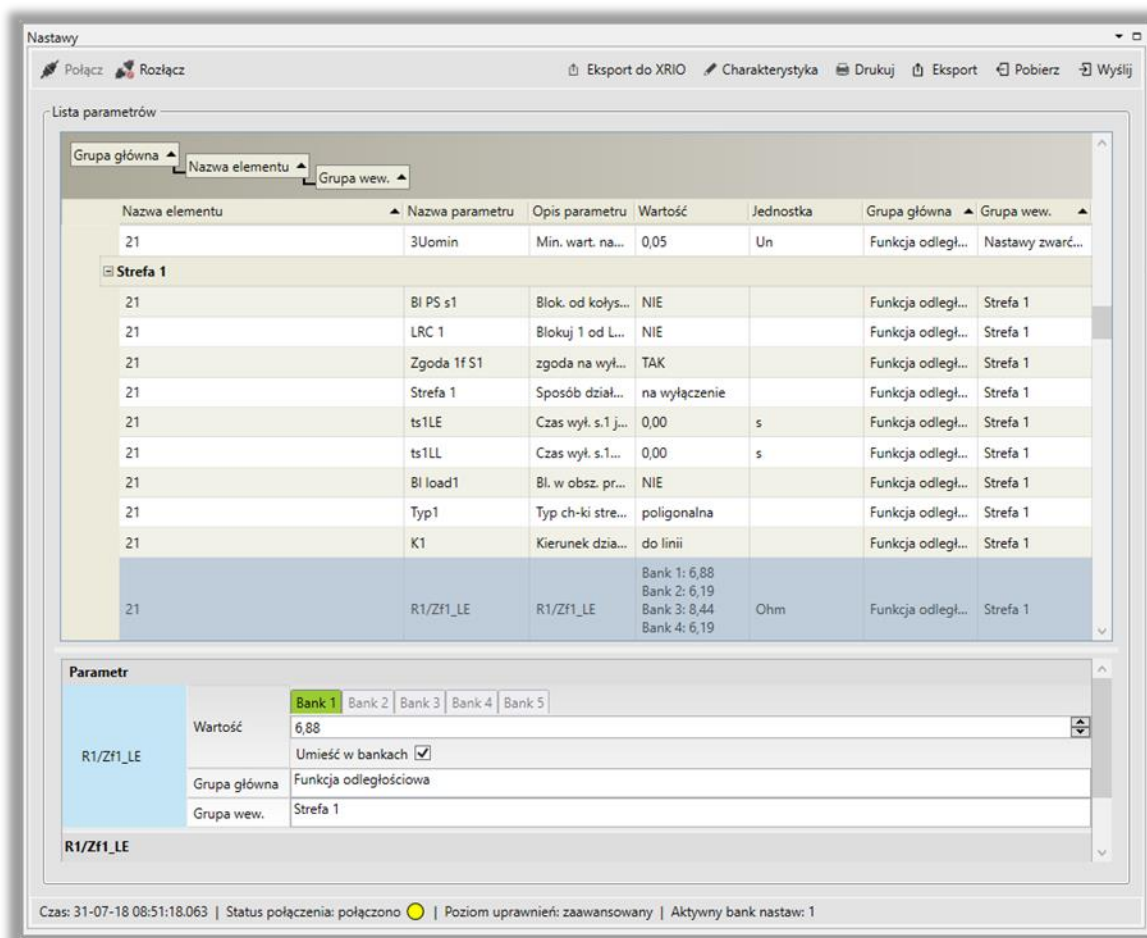 Nastawy
Połącz Rozłącz Eksport do XRIO Charakterystyka Drukuj Eksport Pobierz Wyślij
Lista parametrów
Grupa główna
Nazwa elementu
Grupa wew.
Nazwa elementu Nazwa parametru Opis parametru Wartość Jednostka Grupa główna Grupa wew.
21 3Uomin Min. wart. na... 0,05 Un Funkcja odległ... Nastawy zwarć...
Strefa 1
21 Bl PS s1 Blok. od kołys... NIE Funkcja odległ... Strefa 1
21 LRC 1 Blokuj 1 od L... NIE Funkcja odległ... Strefa 1
21 Zgoda 1f S1 zgoda na wył... TAK Funkcja odległ... Strefa 1
21 Strefa 1 Sposób dział... na wyłączenie Funkcja odległ... Strefa 1
21 ts1LE Czas wył. s.1 j... 0,00 s Funkcja odległ... Strefa 1
21 ts1LL Czas wył. s.1... 0,00 s Funkcja odległ... Strefa 1
21 Bl load1 Bl. w obsz. pr... NIE Funkcja odległ... Strefa 1
21 Typ1 Typ ch-ki stre... poligonalna Funkcja odległ... Strefa 1
21 K1 Kierunek dzia... do linii Funkcja odległ... Strefa 1
Bank 1: 6,88
Bank 2: 6,19
21 R1/Zf1_LE R1/Zf1_LE Bank 3: 8,44 Ohm Funkcja odległ... Strefa 1
Bank 4: 6,19
Parametr
Bank 1 Bank 2 Bank 3 Bank 4 Bank 5
Wartość 6,88
R1/Zf1_LE Umieść w bankach
Grupa główna Funkcja odległościowa
Grupa wew. Strefa 1
R1/Zf1_LE
Czas: 31-07-18 08:51:18.063 | Status połączenia: połączono | Poziom uprawnień: zaawansowany | Aktywny bank nastaw: 1